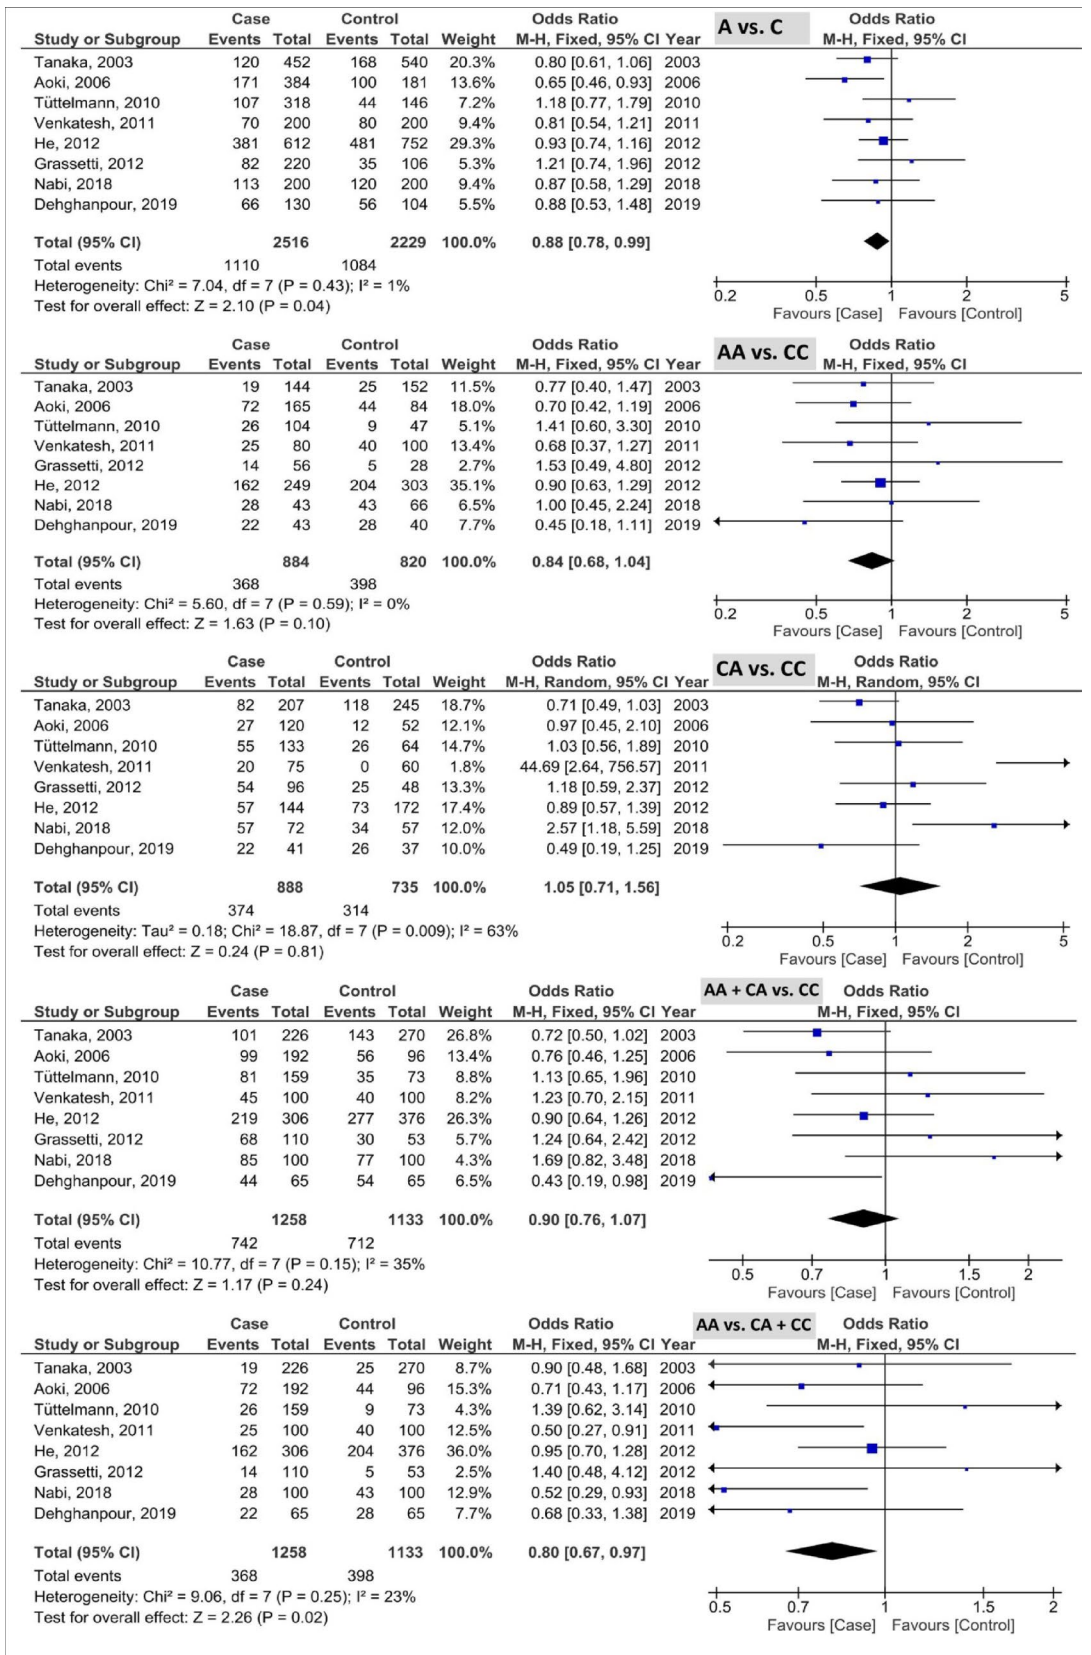 Case Control Odds Ratio A vs. C Odds Ratio
Study or Subgroup Events Total Events Total Weight M-H, Fixed, 95% CI Year M-H, Fixed, 95% CI
Tanaka, 2003 120 452 168 540 20.3% 0.80 [0.61, 1.06] 2003
Aoki, 2006 171 384 100 181 13.6% 0.65 [0.46, 0.93] 2006
Tüttelmann, 2010 107 318 44 146 7.2% 1.18 [0.77, 1.79] 2010
Venkatesh, 2011 70 200 80 200 9.4% 0.81 [0.54, 1.21] 2011
He, 2012 381 612 481 752 29.3% 0.93 [0.74, 1.16] 2012
Grassetti, 2012 82 220 35 106 5.3% 1.21 [0.74, 1.96] 2012
Nabi, 2018 113 200 120 200 9.4% 0.87 [0.58, 1.29] 2018
Dehghanpour, 2019 66 130 56 104 5.5% 0.88 [0.53, 1.48] 2019
Total (95% CI) 2516 2229 100.0% 0.88 [0.78, 0.99]
Total events 1110 1084
Heterogeneity: Chi² = 7.04, df = 7 (P = 0.43); I² = 1%
Test for overall effect: Z = 2.10 (P = 0.04)
0.2 0.5 1 2 5
Favours [Case] Favours [Control]
Case Control Odds Ratio AA vs. CC Odds Ratio
Study or Subgroup Events Total Events Total Weight M-H, Fixed, 95% CI Year M-H, Fixed, 95% CI
Tanaka, 2003 19 144 25 152 11.5% 0.77 [0.40, 1.47] 2003
Aoki, 2006 72 165 44 84 18.0% 0.70 [0.42, 1.19] 2006
Tüttelmann, 2010 26 104 9 47 5.1% 1.41 [0.60, 3.30] 2010
Venkatesh, 2011 25 80 40 100 13.4% 0.68 [0.37, 1.27] 2011
Grassetti, 2012 14 56 5 28 2.7% 1.53 [0.49, 4.80] 2012
He, 2012 162 249 204 303 35.1% 0.90 [0.63, 1.29] 2012
Nabi, 2018 28 43 43 66 6.5% 1.00 [0.45, 2.24] 2018
Dehghanpour, 2019 22 43 28 40 7.7% 0.45 [0.18, 1.11] 2019
Total (95% CI) 884 820 100.0% 0.84 [0.68, 1.04]
Total events 368 398
Heterogeneity: Chi² = 5.60, df = 7 (P = 0.59); I² = 0%
Test for overall effect: Z = 1.63 (P = 0.10)
0.2 0.5 1 2 5
Favours [Case] Favours [Control]
Case Control Odds Ratio CA vs. CC Odds Ratio
Study or Subgroup Events Total Events Total Weight M-H, Random, 95% CI Year M-H, Random, 95% CI
Tanaka, 2003 82 207 118 245 18.7% 0.71 [0.49, 1.03] 2003
Aoki, 2006 27 120 12 52 12.1% 0.97 [0.45, 2.10] 2006
Tüttelmann, 2010 55 133 26 64 14.7% 1.03 [0.56, 1.89] 2010
Venkatesh, 2011 20 75 0 60 1.8% 44.69 [2.64, 756.57] 2011
Grassetti, 2012 54 96 25 48 13.3% 1.18 [0.59, 2.37] 2012
He, 2012 57 144 73 172 17.4% 0.89 [0.57, 1.39] 2012
Nabi, 2018 57 72 34 57 12.0% 2.57 [1.18, 5.59] 2018
Dehghanpour, 2019 22 41 26 37 10.0% 0.49 [0.19, 1.25] 2019
Total (95% CI) 888 735 100.0% 1.05 [0.71, 1.56]
Total events 374 314
Heterogeneity: Tau² = 0.18; Chi² = 18.87, df = 7 (P = 0.009); I² = 63%
Test for overall effect: Z = 0.24 (P = 0.81)
0.2 0.5 1 2 5
Favours [Case] Favours [Control]
Case Control Odds Ratio AA + CA vs. CC Odds Ratio
Study or Subgroup Events Total Events Total Weight M-H, Fixed, 95% CI Year M-H, Fixed, 95% CI
Tanaka, 2003 101 226 143 270 26.8% 0.72 [0.50, 1.02] 2003
Aoki, 2006 99 192 56 96 13.4% 0.76 [0.46, 1.25] 2006
Tüttelmann, 2010 81 159 35 73 8.8% 1.13 [0.65, 1.96] 2010
Venkatesh, 2011 45 100 40 100 8.2% 1.23 [0.70, 2.15] 2011
He, 2012 219 306 277 376 26.3% 0.90 [0.64, 1.26] 2012
Grassetti, 2012 68 110 30 53 5.7% 1.24 [0.64, 2.42] 2012
Nabi, 2018 85 100 77 100 4.3% 1.69 [0.82, 3.48] 2018
Dehghanpour, 2019 44 65 54 65 6.5% 0.43 [0.19, 0.98] 2019
Total (95% CI) 1258 1133 100.0% 0.90 [0.76, 1.07]
Total events 742 712
Heterogeneity: Chi² = 10.77, df = 7 (P = 0.15); I² = 35%
Test for overall effect: Z = 1.17 (P = 0.24)
0.5 0.7 1 1.5 2
Favours [Case] Favours [Control]
Case Control Odds Ratio AA vs. CA + CC Odds Ratio
Study or Subgroup Events Total Events Total Weight M-H, Fixed, 95% CI Year M-H, Fixed, 95% CI
Tanaka, 2003 19 226 25 270 8.7% 0.90 [0.48, 1.68] 2003
Aoki, 2006 72 192 44 96 15.3% 0.71 [0.43, 1.17] 2006
Tüttelmann, 2010 26 159 9 73 4.3% 1.39 [0.62, 3.14] 2010
Venkatesh, 2011 25 100 40 100 12.5% 0.50 [0.27, 0.91] 2011
He, 2012 162 306 204 376 36.0% 0.95 [0.70, 1.28] 2012
Grassetti, 2012 14 110 5 53 2.5% 1.40 [0.48, 4.12] 2012
Nabi, 2018 28 100 43 100 12.9% 0.52 [0.29, 0.93] 2018
Dehghanpour, 2019 22 65 28 65 7.7% 0.68 [0.33, 1.38] 2019
Total (95% CI) 1258 1133 100.0% 0.80 [0.67, 0.97]
Total events 368 398
Heterogeneity: Chi² = 9.06, df = 7 (P = 0.25); I² = 23%
Test for overall effect: Z = 2.26 (P = 0.02)
0.5 0.7 1 1.5 2
Favours [Case] Favours [Control]